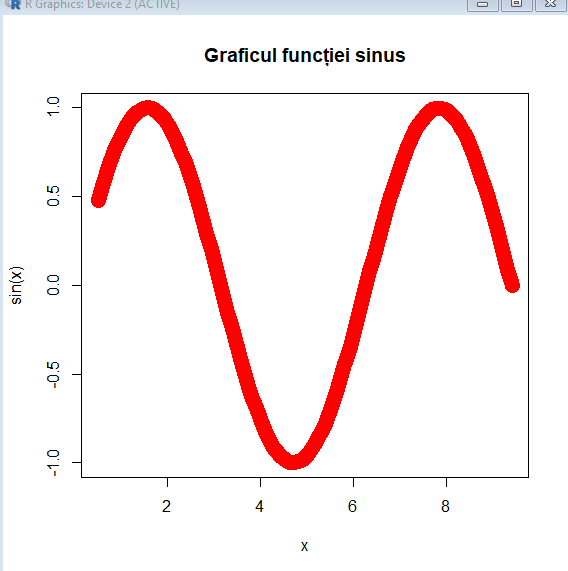 R Graphics: Device 2 (ACTIVE)
Graficul funcției sinus
1.0
0.5
0.0
-0.5
-1.0
sin(x)
2 4 6 8
x